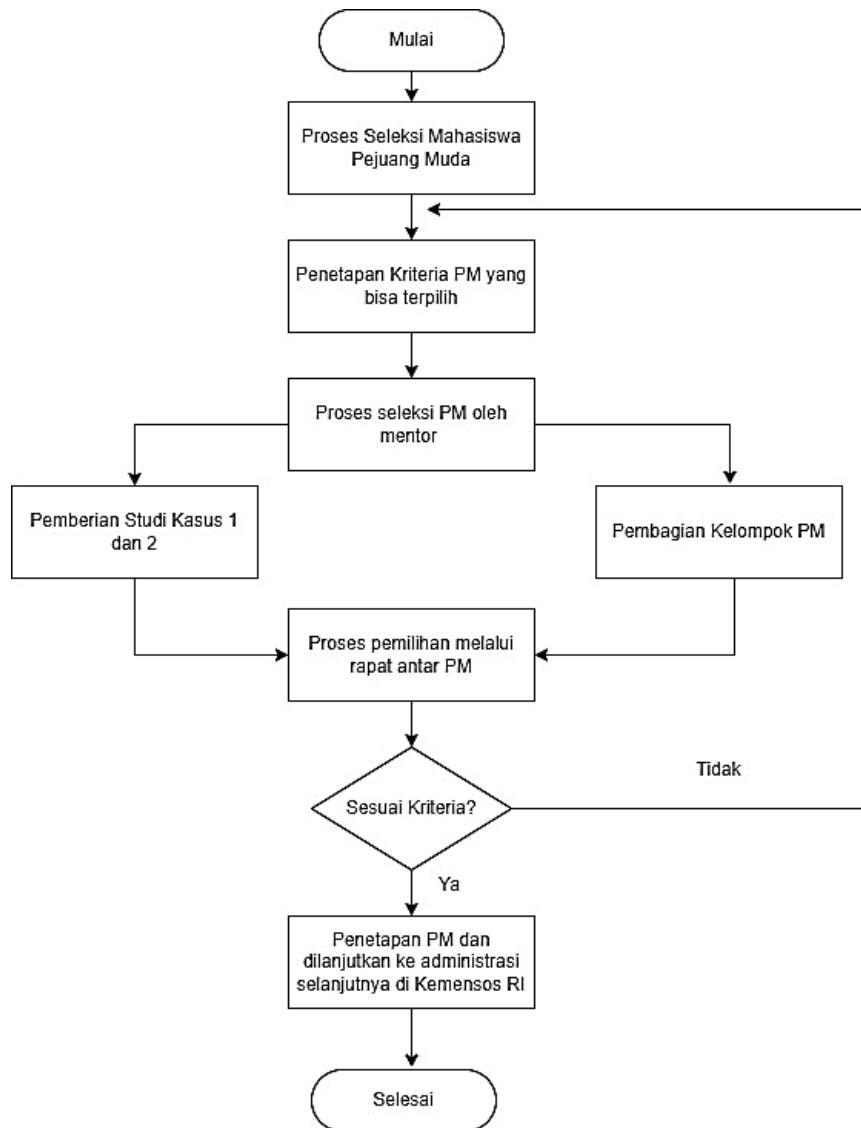 Mulai
Proses Seleksi Mahasiswa
Pejuang Muda
Penetapan Kriteria PM yang
bisa terpilih
Proses seleksi PM oleh
mentor
Pemberian Studi Kasus 1
dan 2
Pembagian Kelompok PM
Proses pemilihan melalui
rapat antar PM
Tidak
Sesuai Kriteria?
Ya
Penetapan PM dan
dilanjutkan ke administrasi
selanjutnya di Kemensos RI
Selesai